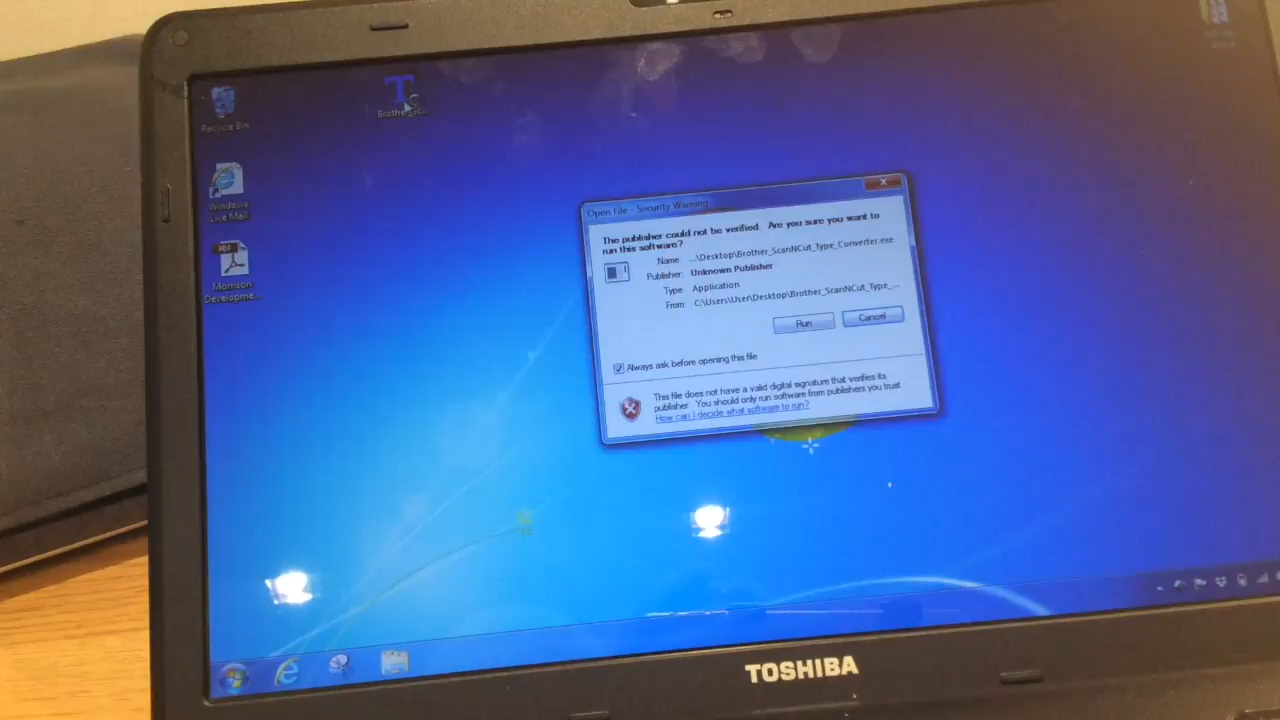 Recycle Bin
Windows
Live Mail
PDF
Morrison
Developme...
Open File - Security Warning
The publisher could not be verified. Are you sure you want to
run this software?
Name: ...\Desktop\Brother_ScanNCut_Type_Converter.exe
Publisher: Unknown Publisher
Type: Application
From: C:\Users\User\Desktop\Brother_ScanNCut_Type_...
Run
Cancel
Always ask before opening this file
This file does not have a valid digital signature that verifies its
publisher. You should only run software from publishers you trust
How can I decide what software to run?
TOSHIBA